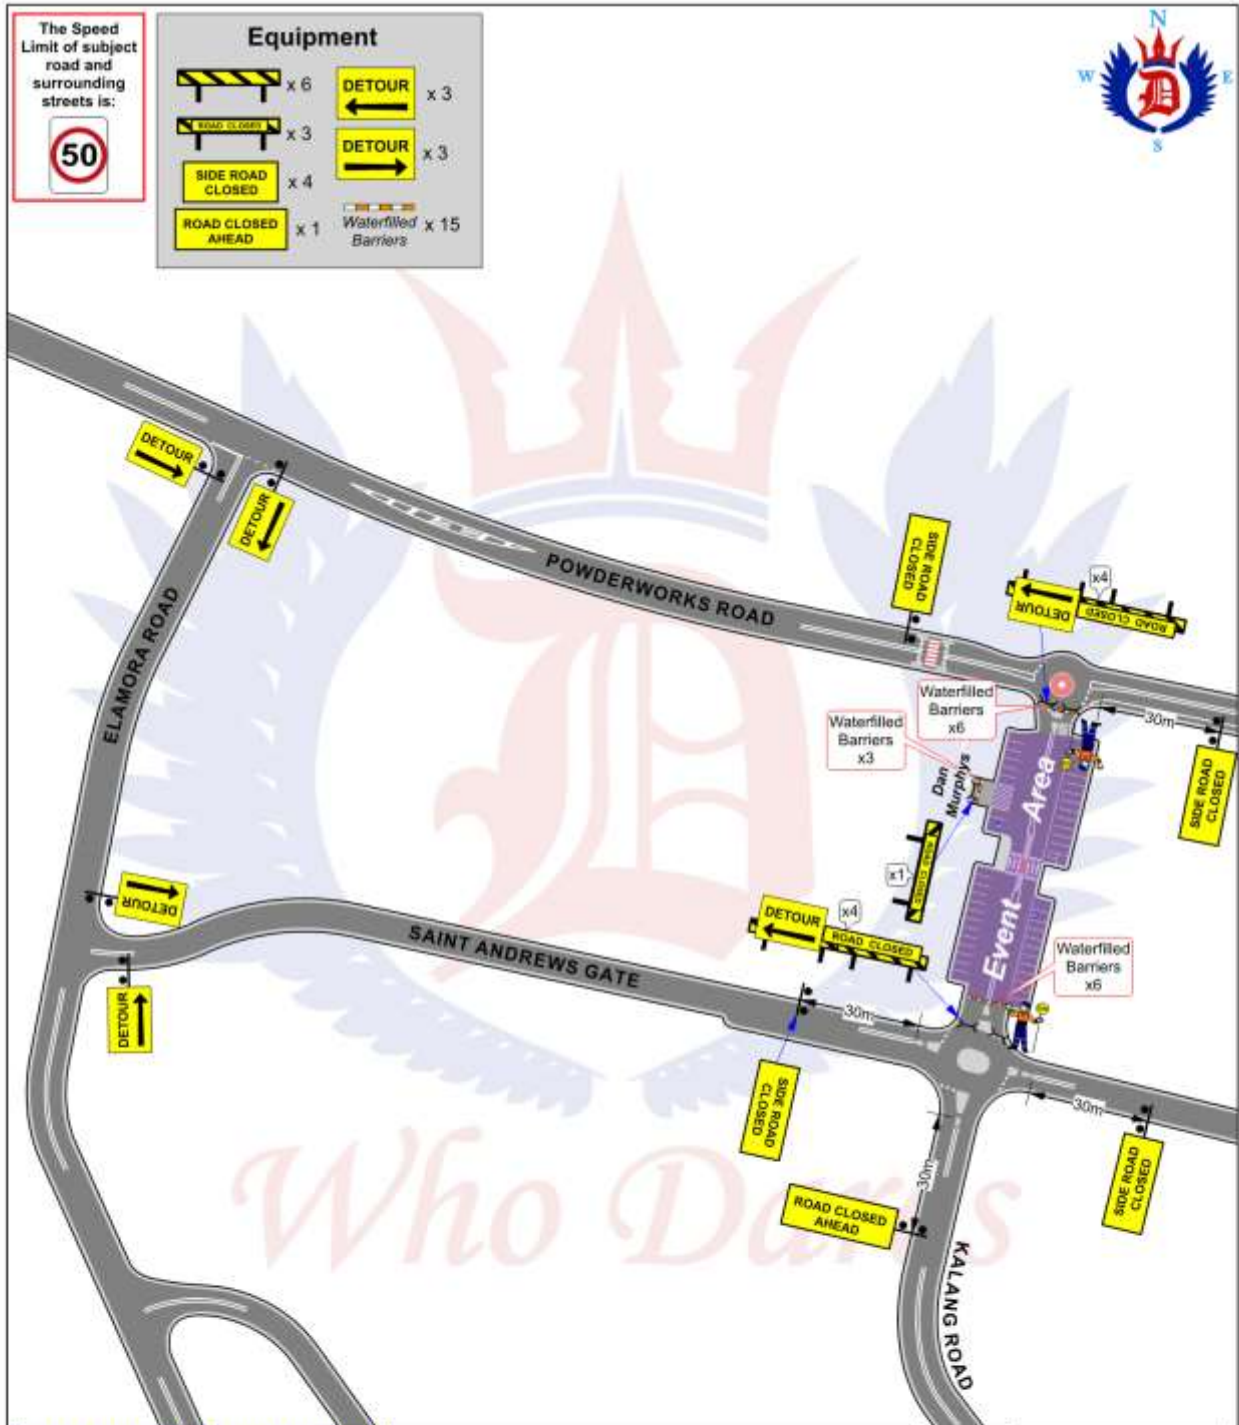 The Speed
Limit of subject
road and
surrounding
streets is:
50
Equipment
x 6
ROAD CLOSED
x 3
SIDE ROAD
CLOSED
x 4
ROAD CLOSED
AHEAD
x 1
DETOUR
x 3
DETOUR
x 3
Waterfilled
Barriers
x 15
N
W
E
S
D
DETOUR
DETOUR
POWDERWORKS ROAD
SIDE ROAD
CLOSED
x4
DETOUR
ROAD CLOSED
ELAMORA ROAD
Waterfilled
Barriers
x6
Waterfilled
Barriers
x3
30m
Dan
Murphys
Area
SIDE ROAD
CLOSED
x1
ROAD CLOSED
DETOUR
DETOUR
x4
ROAD CLOSED
SAINT ANDREWS GATE
Event
Waterfilled
Barriers
x6
DETOUR
30m
SIDE ROAD
CLOSED
30m
30m
SIDE ROAD
CLOSED
ROAD CLOSED
AHEAD
KALANG ROAD
Who Dares